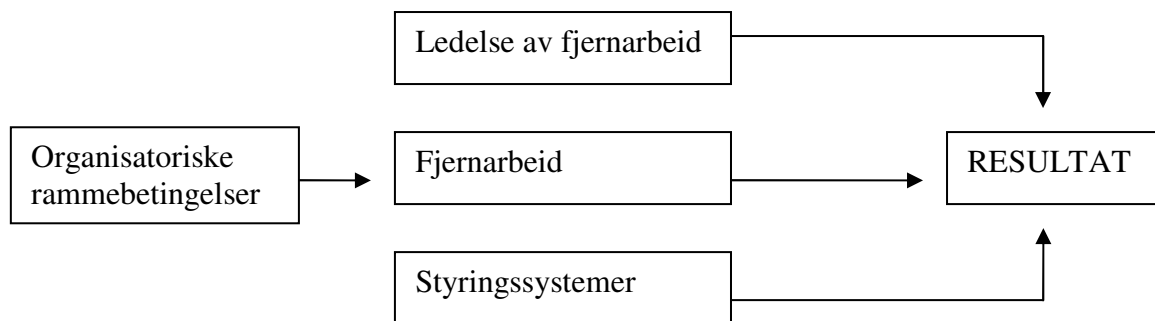 Ledelse av fjernarbeid
Organisatoriske
rammebetingelser
Fjernarbeid
RESULTAT
Styringssystemer